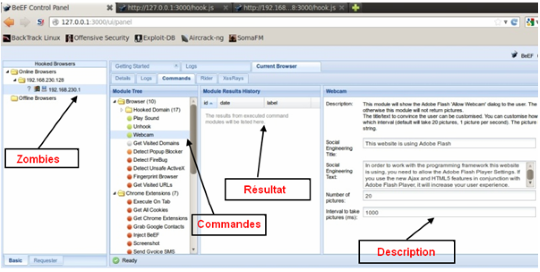 BeEF Control Panel
http://127.0.0.1:3000/hook.js
http://192.168....8:3000/hook.js
127.0.0.1:3000/ui/panel
BackTrack Linux
Offensive Security
Exploit-DB
Aircrack-ng
SomaFM
BeEF
Hooked Browsers
Online Browsers
192.168.230.128
192.168.230.1
Offline Browsers
Zombies
Basic
Requester
Getting Started
Logs
Current Browser
Details
Logs
Commands
Rider
XssRays
Module Tree
Browser (10)
Hooked Domain (17)
Play Sound
Unhook
Webcam
Get Visited Domains
Detect Popup Blocker
Detect FireBug
Detect Unsafe ActiveX
Fingerprint Browser
Get Visited URLs
Chrome Extensions (7)
Execute On Tab
Get All Cookies
Get Chrome Extensions
Grab Google Contacts
Inject BeEF
Screenshot
Send Gvoice SMS
Ready
Module Results History
id
date
label
The results from executed command modules will be listed here.
Résultat
Commandes
Webcam
Description:
This module will show the Adobe Flash 'Allow Webcam' dialog to the user. The
otherwise this module will not return pictures.
The title/text to convince the user can be customised. You can customise how
which interval (default will take 20 pictures, 1 picture per second). The picture
string.
Social Engineering Title:
This website is using Adobe Flash
Social Engineering Text:
In order to work with the programming framework this website
is using, you need to allow the Adobe Flash Player Settings. If
you use the new Ajax and HTML5 features in conjunction with
Adobe Flash Player, it will increase your user experience.
Number of pictures:
20
Interval to take pictures (ms):
1000
Description